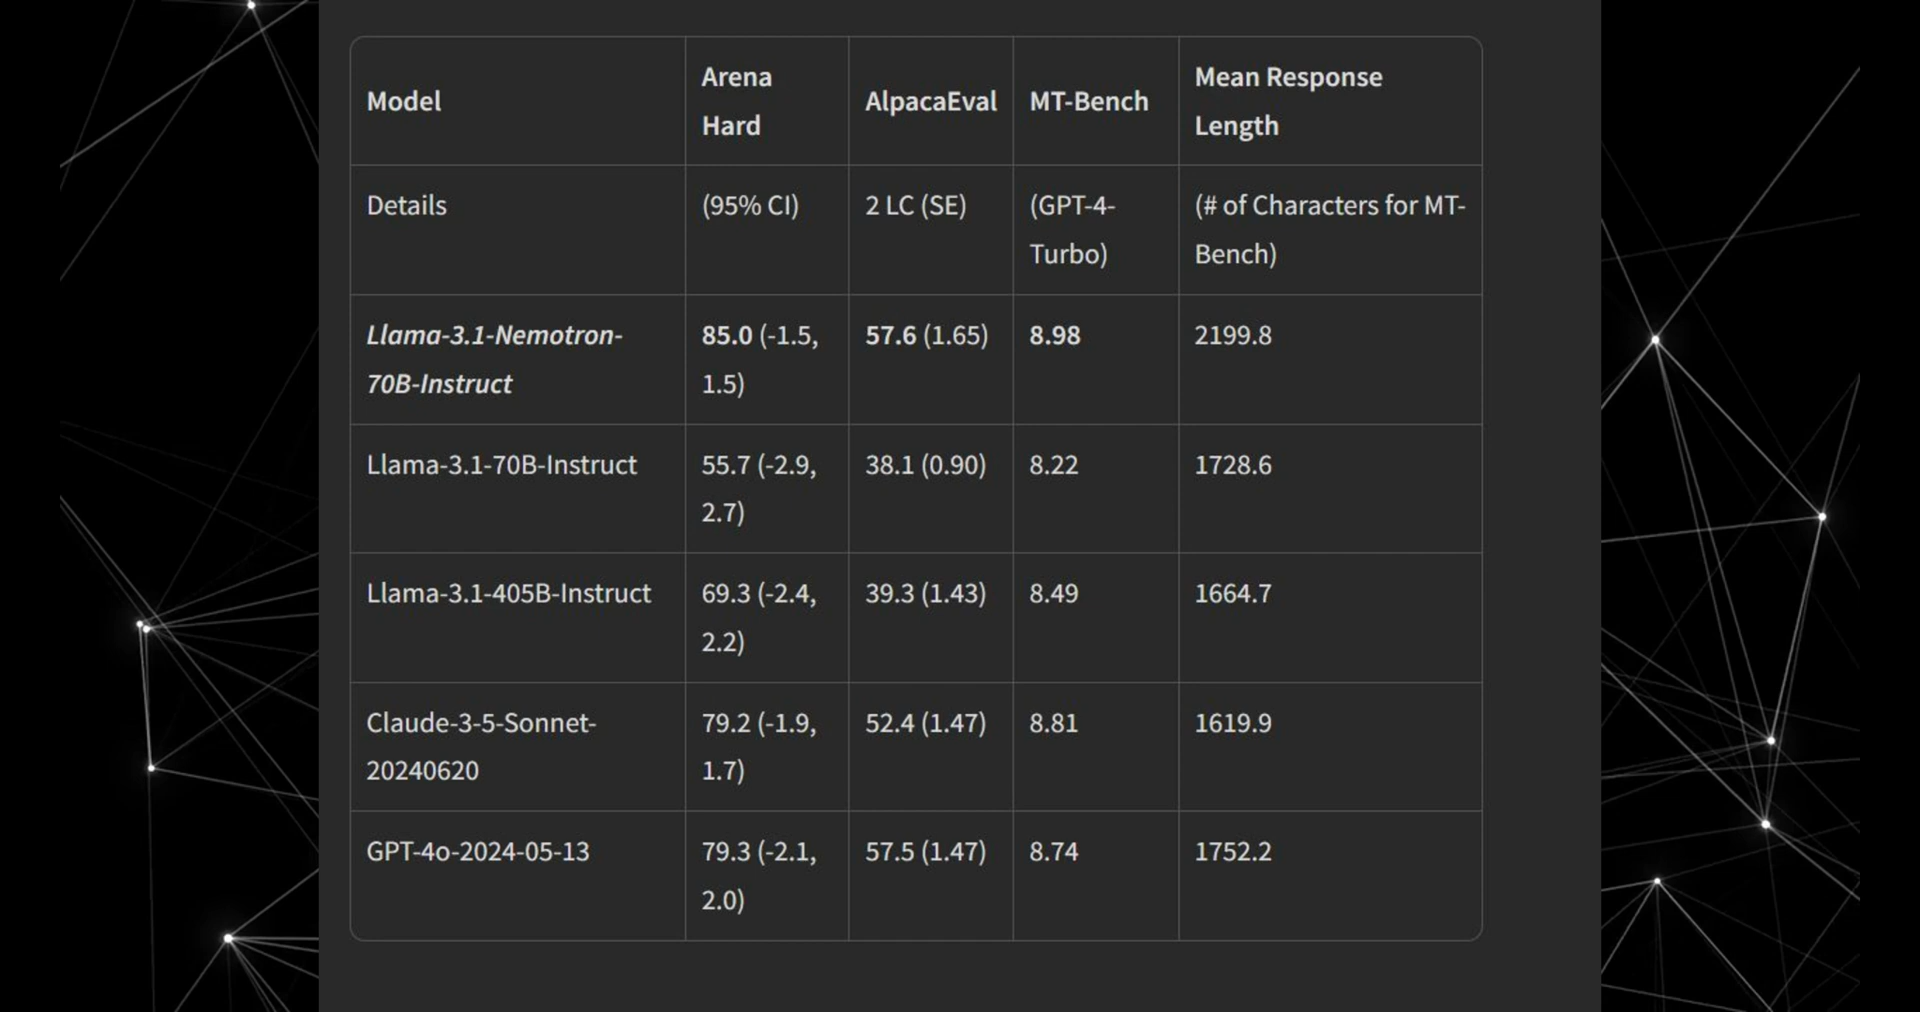 Model
Arena
Hard
AlpacaEval
MT-Bench
Mean Response
Length
Details
(95% CI)
2 LC (SE)
(GPT-4-
Turbo)
(# of Characters for MT-
Bench)
Llama-3.1-Nemotron-
70B-Instruct
85.0 (-1.5,
1.5)
57.6 (1.65)
8.98
2199.8
Llama-3.1-70B-Instruct
55.7 (-2.9,
2.7)
38.1 (0.90)
8.22
1728.6
Llama-3.1-405B-Instruct
69.3 (-2.4,
2.2)
39.3 (1.43)
8.49
1664.7
Claude-3-5-Sonnet-
20240620
79.2 (-1.9,
1.7)
52.4 (1.47)
8.81
1619.9
GPT-4o-2024-05-13
79.3 (-2.1,
2.0)
57.5 (1.47)
8.74
1752.2